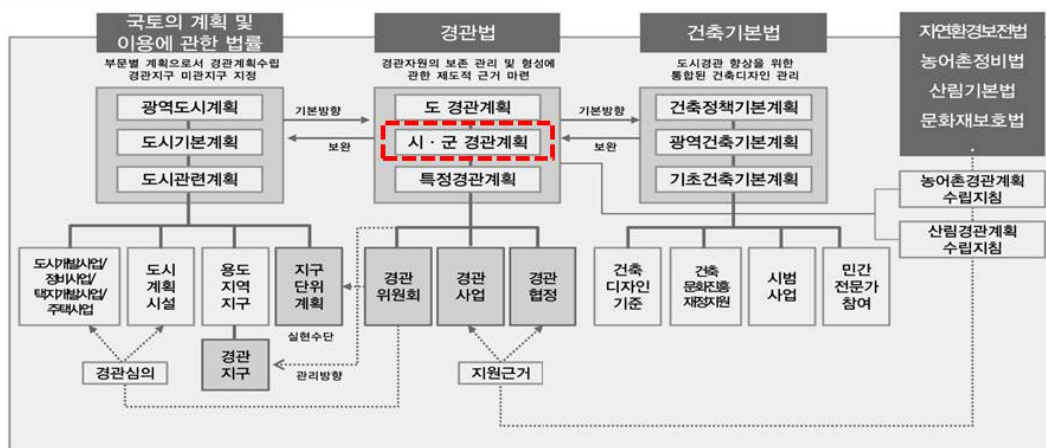 국토의 계획 및
이용에 관한 법률
경관법
건축기본법
자연환경보전법
농어촌정비법
산림기본법
문화재보호법
.
부문별 계획으로서 경관계획수립
경관지구 미관지구 지정
경관자원의 보존 관리 및 형성에
관한 제도적 근거 마련
도시경관 향상을 위한
통합된 건축디자인 관리
광역도시계획
도시기본계획
도시관련계획
기본방향
보완
도 경관계획
시 · 군 경관계획
특정경관계획
기본방향
보완
건축정책기본계획
광역건축기본계획
기초건축기본계획
농어촌경관계획
수립지침
산림경관계획
수립지침
도시개발사업/
정비사업/
택지개발사업/
주택사업
도시
계획
시설
용도
지역
지구
지구
단위
계획
경관
위원회
경관
사업
경관
협정
건축
디자인
기준
건축
문화진흥
재정지원
시범
사업
민간
전문가
참여
실현수단
경관심의
경관
지구
관리방향
지원근거